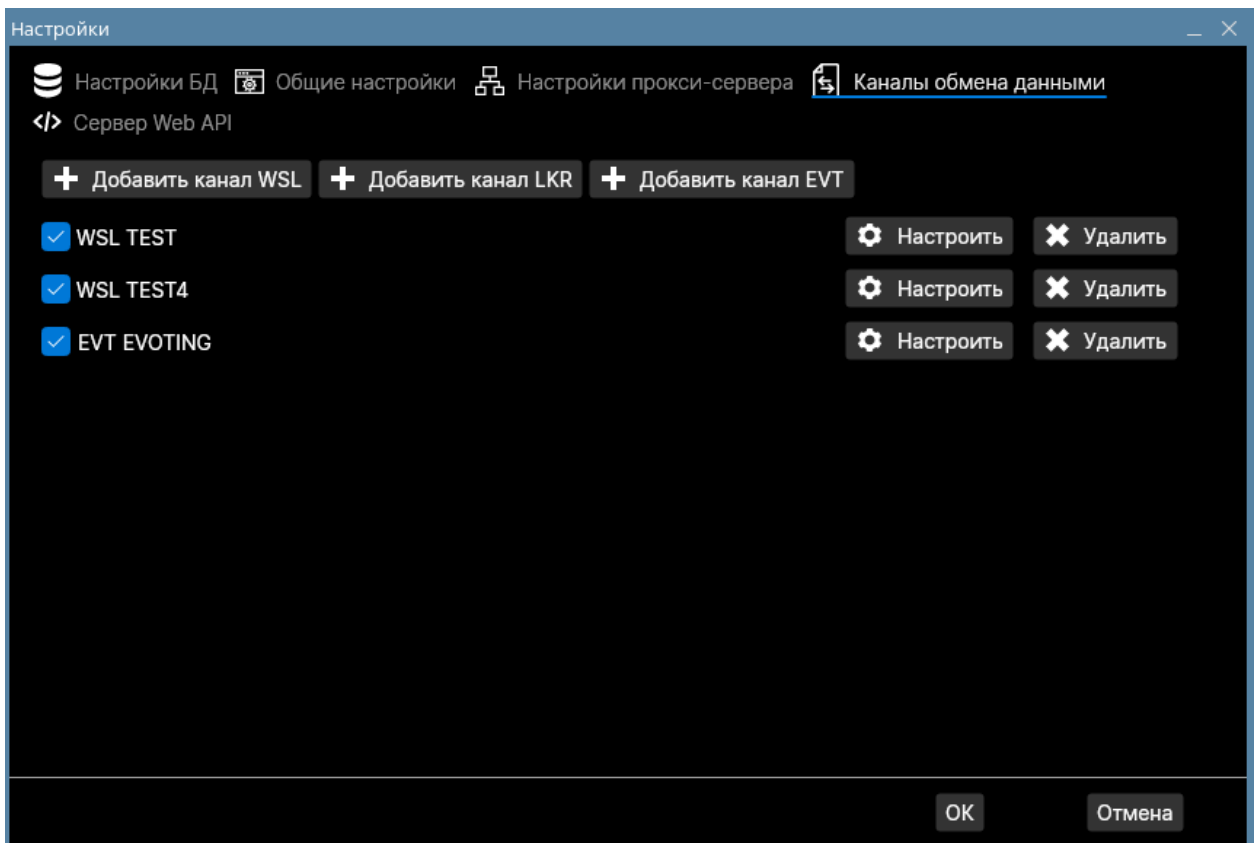 Настройки
Настройки БД Общие настройки Настройки прокси-сервера Каналы обмена данными
Сервер Web API
Добавить канал WSL Добавить канал LKR Добавить канал EVT
WSL TEST Настроить Удалить
WSL TEST4 Настроить Удалить
EVT EVOTING Настроить Удалить
ОК Отмена